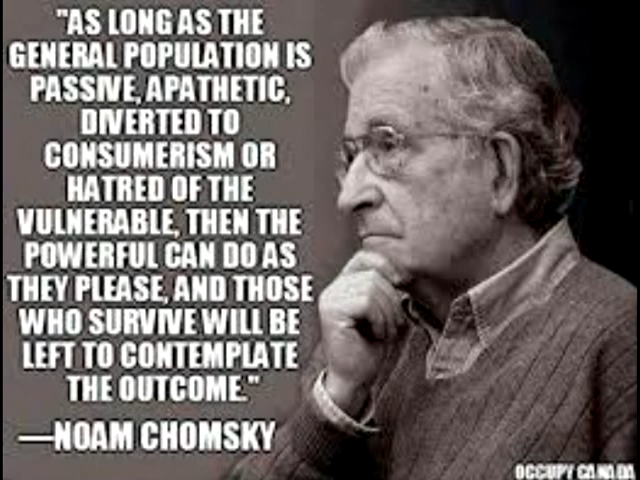 "AS LONG AS THE
GENERAL POPULATION IS
PASSIVE, APATHETIC,
DIVERTED TO
CONSUMERISM OR
HATRED OF THE
VULNERABLE, THEN THE
POWERFUL CAN DO AS
THEY PLEASE, AND THOSE
WHO SURVIVE WILL BE
LEFT TO CONTEMPLATE
THE OUTCOME."
—NOAM CHOMSKY
OCCUPY CANADA